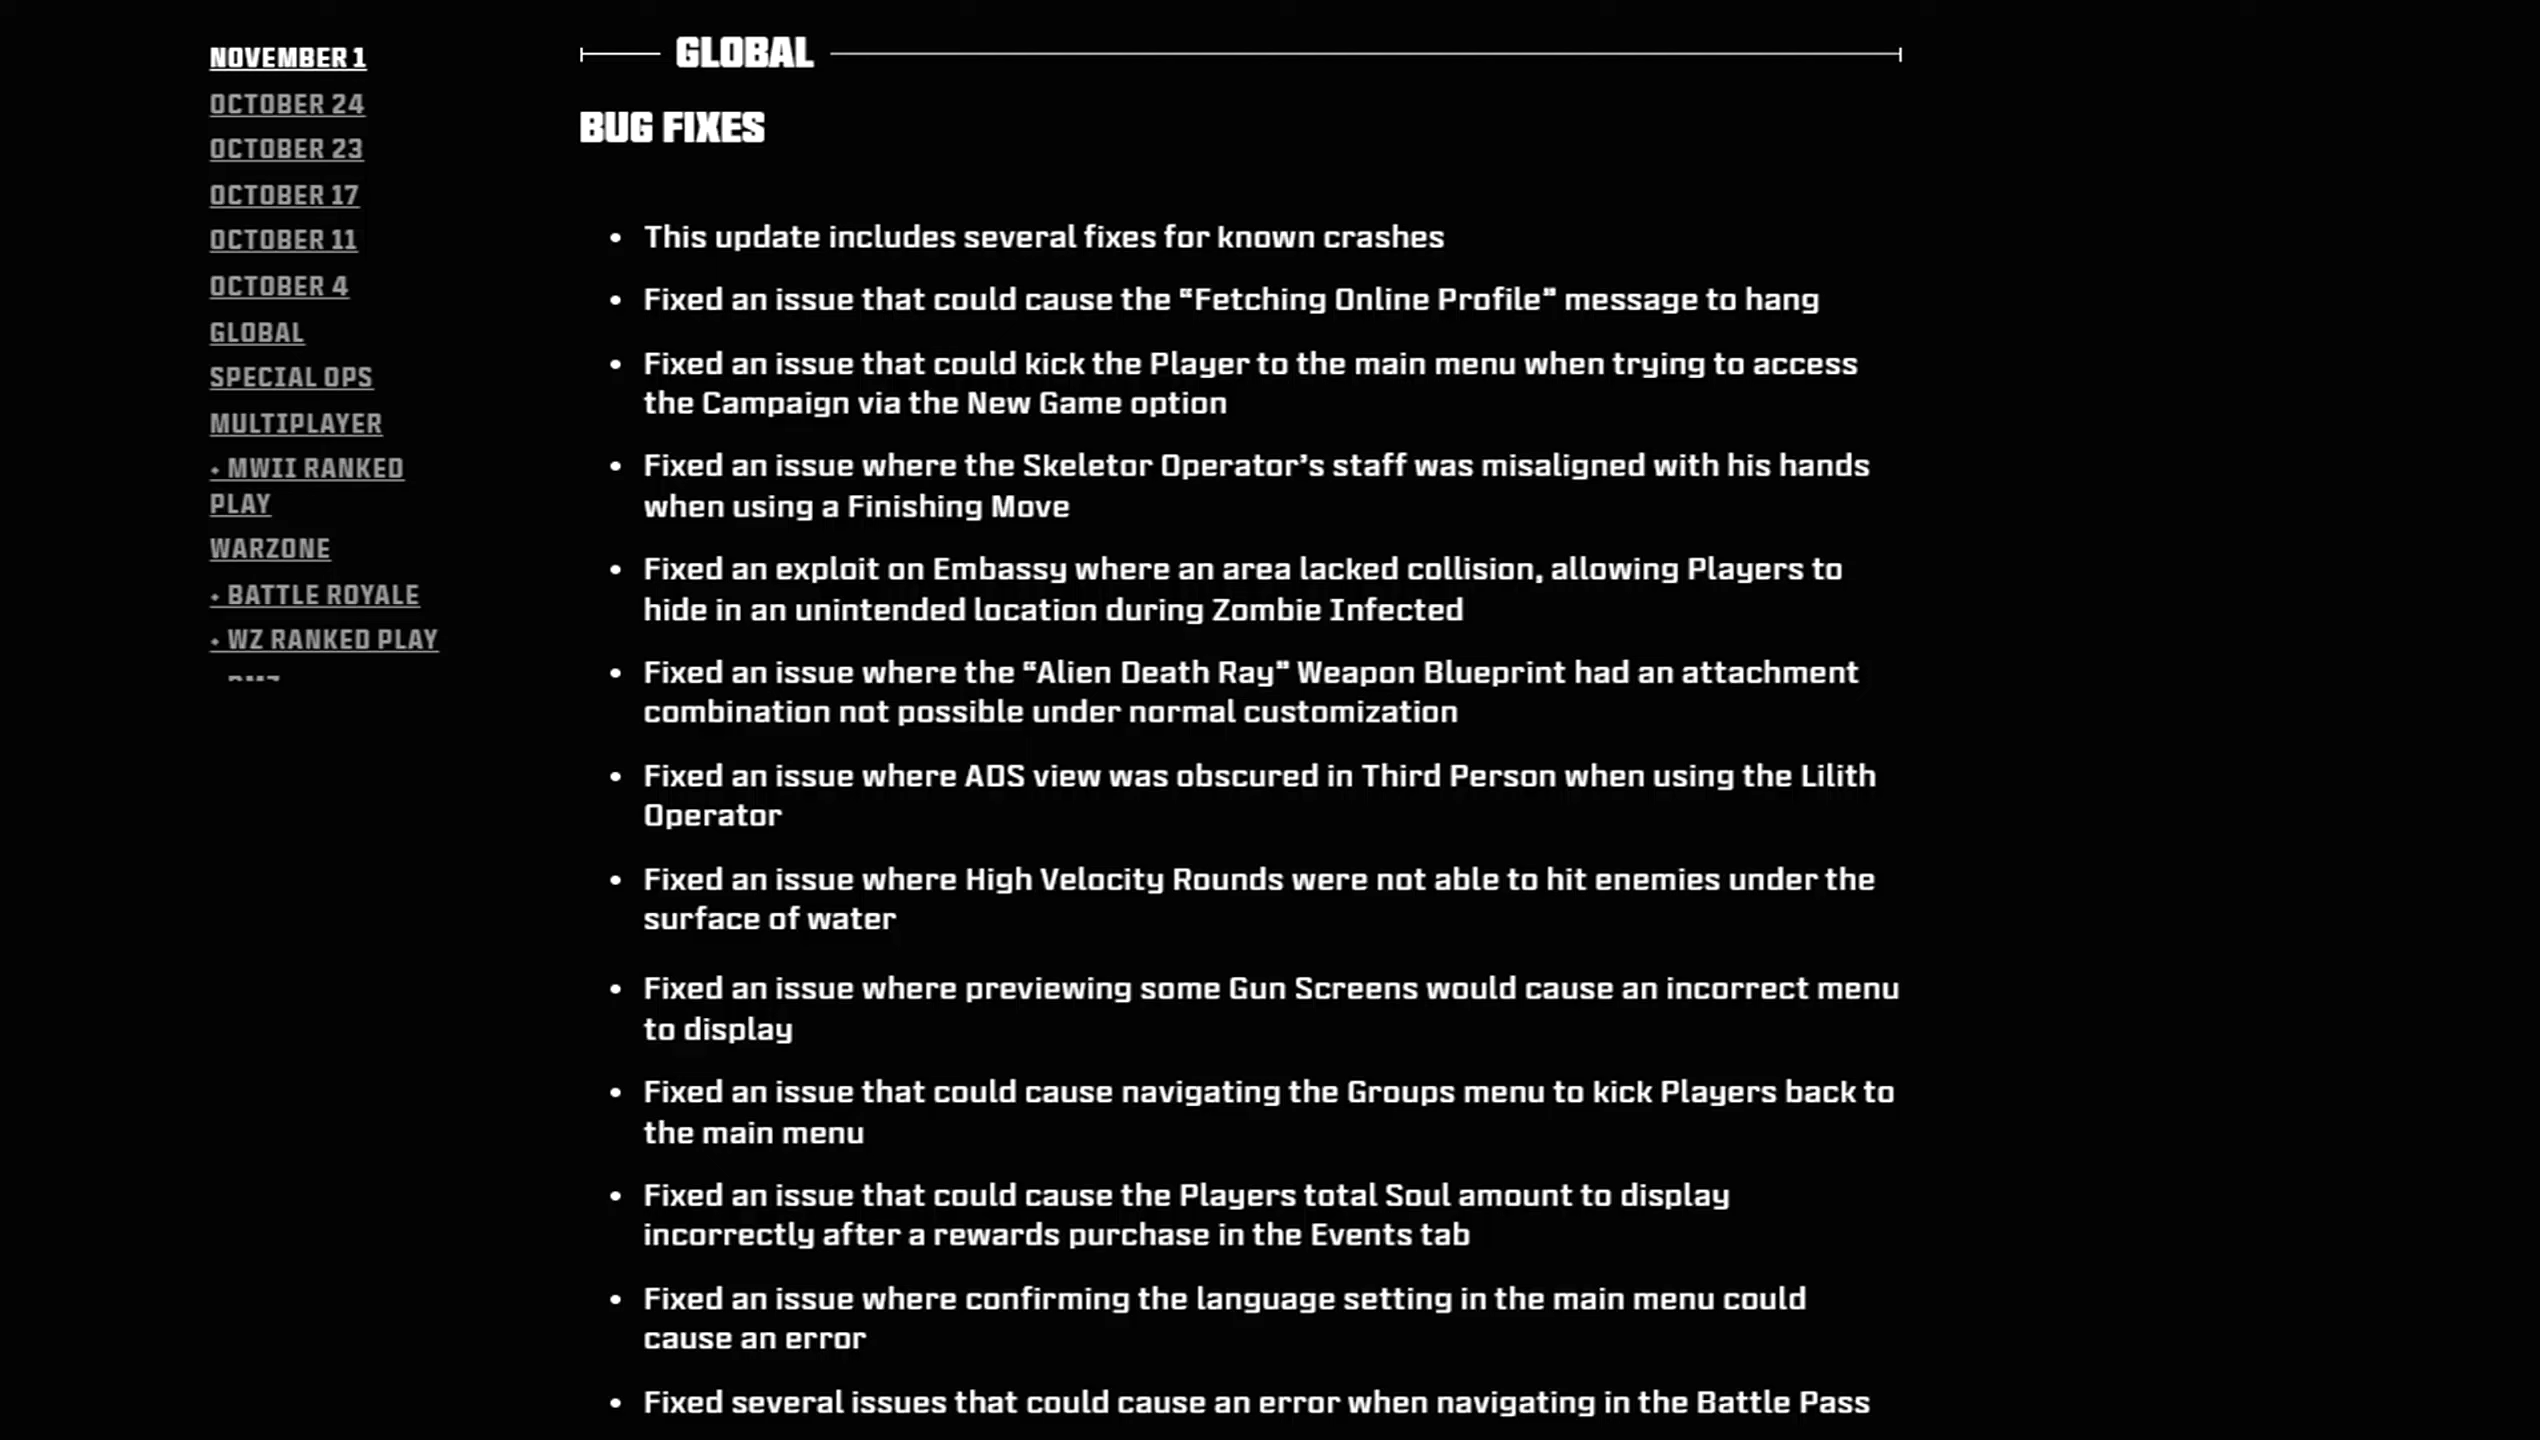 NOVEMBER 1
OCTOBER 24
OCTOBER 23
OCTOBER 17
OCTOBER 11
OCTOBER 4
GLOBAL
SPECIAL OPS
MULTIPLAYER
• MWII RANKED
PLAY
WARZONE
• BATTLE ROYALE
• WZ RANKED PLAY
GLOBAL
BUG FIXES
• This update includes several fixes for known crashes
• Fixed an issue that could cause the “Fetching Online Profile” message to hang
• Fixed an issue that could kick the Player to the main menu when trying to access
the Campaign via the New Game option
• Fixed an issue where the Skeletor Operator’s staff was misaligned with his hands
when using a Finishing Move
• Fixed an exploit on Embassy where an area lacked collision, allowing Players to
hide in an unintended location during Zombie Infected
• Fixed an issue where the “Alien Death Ray” Weapon Blueprint had an attachment
combination not possible under normal customization
• Fixed an issue where ADS view was obscured in Third Person when using the Lilith
Operator
• Fixed an issue where High Velocity Rounds were not able to hit enemies under the
surface of water
• Fixed an issue where previewing some Gun Screens would cause an incorrect menu
to display
• Fixed an issue that could cause navigating the Groups menu to kick Players back to
the main menu
• Fixed an issue that could cause the Players total Soul amount to display
incorrectly after a rewards purchase in the Events tab
• Fixed an issue where confirming the language setting in the main menu could
cause an error
• Fixed several issues that could cause an error when navigating in the Battle Pass